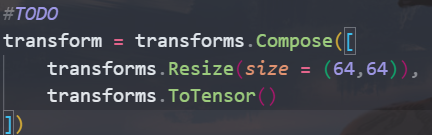 #TODO
transform = transforms.Compose([
    transforms.Resize(size = (64,64)),
    transforms.ToTensor()
])